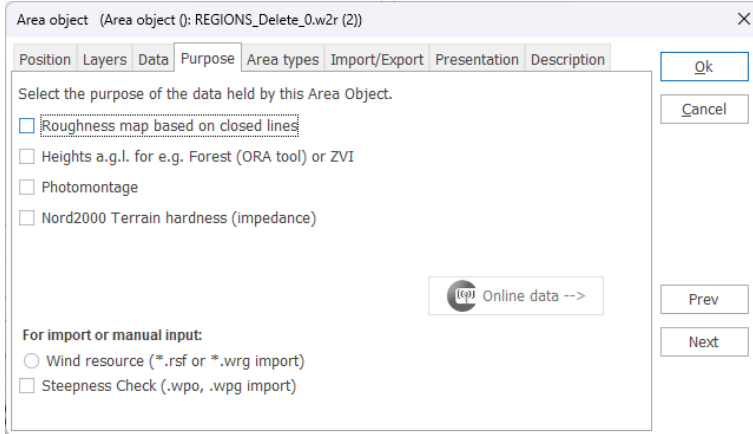 Area object (Area object (): REGIONS_Delete_0.w2r (2))
Position Layers Data Purpose Area types Import/Export Presentation Description
Ok
Select the purpose of the data held by this Area Object.
Cancel
Roughness map based on closed lines
Heights a.g.l. for e.g. Forest (ORA tool) or ZVI
Photomontage
Nord2000 Terrain hardness (impedance)
Online data -->
Prev
For import or manual input:
Next
Wind resource (*.rsf or *.wrg import)
Steepness Check (.wpo, .wpg import)